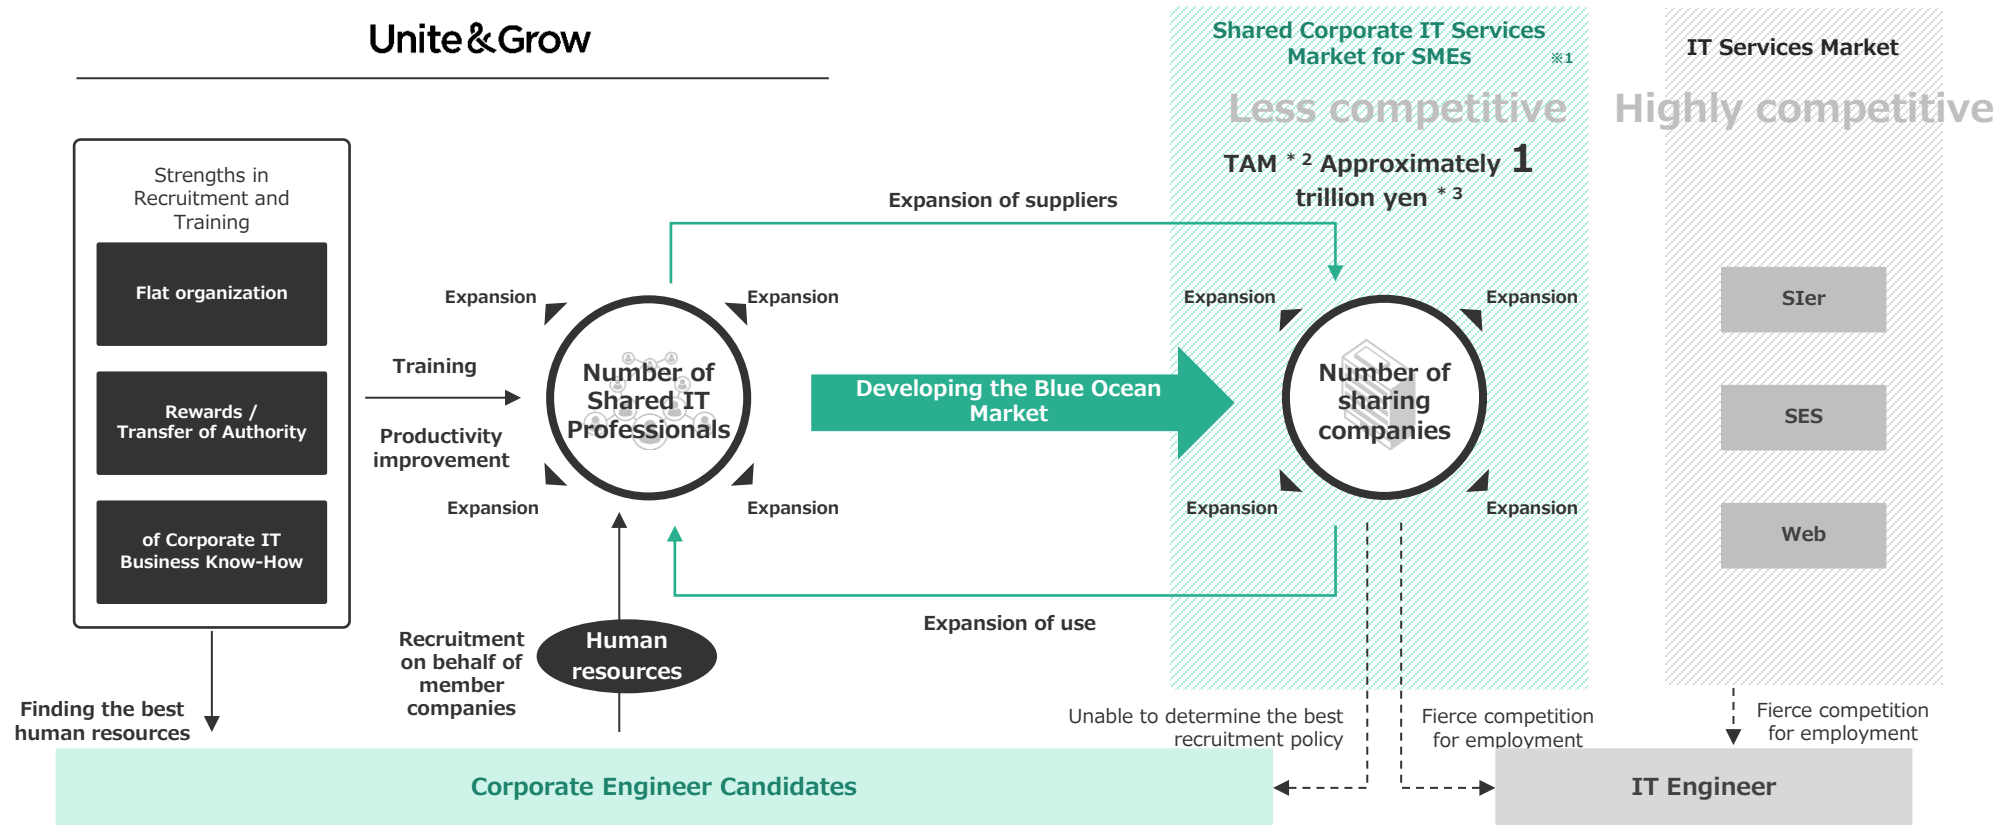 Unite&Grow
Shared Corporate IT Services
Market for SMEs ※1
Less competitive
TAM *2 Approximately 1
trillion yen *3
IT Services Market
Highly competitive
Strengths in
Recruitment and
Training
Flat organization
Rewards /
Transfer of Authority
of Corporate IT
Business Know-How
Training
Productivity
improvement
Expansion of suppliers
Expansion
Expansion
Number of
Shared IT
Professionals
Expansion
Expansion
Developing the Blue Ocean
Market
Expansion
Expansion
Number of
sharing
companies
Expansion
Expansion
SIer
SES
Web
Expansion of use
Recruitment
on behalf of
member
companies
Human
resources
Finding the best
human resources
Unable to determine the best
recruitment policy
Fierce competition
for employment
Fierce competition
for employment
Corporate Engineer Candidates
IT Engineer